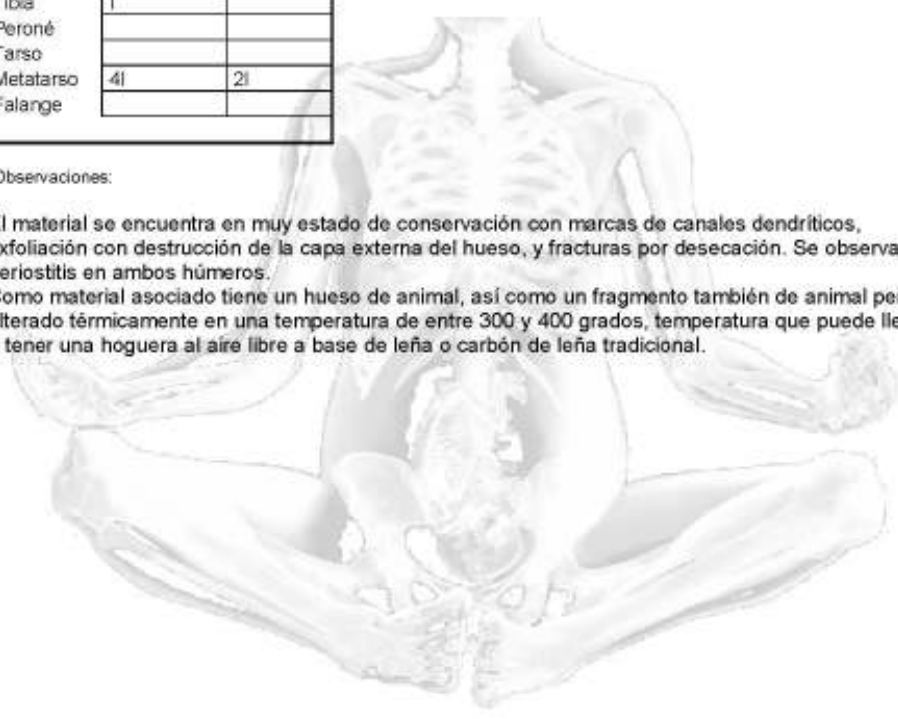 Tibia 1
Peroné
Tarso
Metatarso 4I 2I
Falange
Observaciones:
El material se encuentra en muy estado de conservación con marcas de canales dendríticos,
exfoliación con destrucción de la capa externa del hueso, y fracturas por desecación. Se observa
periostitis en ambos húmeros.
Como material asociado tiene un hueso de animal, así como un fragmento también de animal
alterado térmicamente en una temperatura de entre 300 y 400 grados, temperatura que puede
a tener una hoguera al aire libre a base de leña o carbón de leña tradicional.